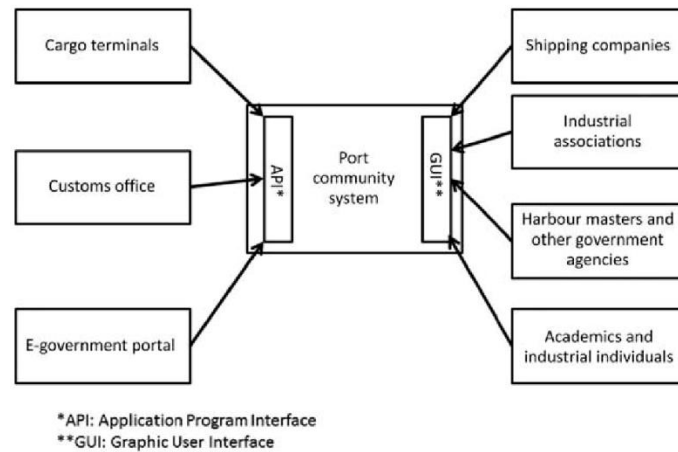 Cargo terminals
Customs office
E-government portal
API*
Port
community
system
GUI**
Shipping companies
Industrial
associations
Harbour masters and
other government
agencies
Academics and
industrial individuals
*API: Application Program Interface
**GUI: Graphic User Interface